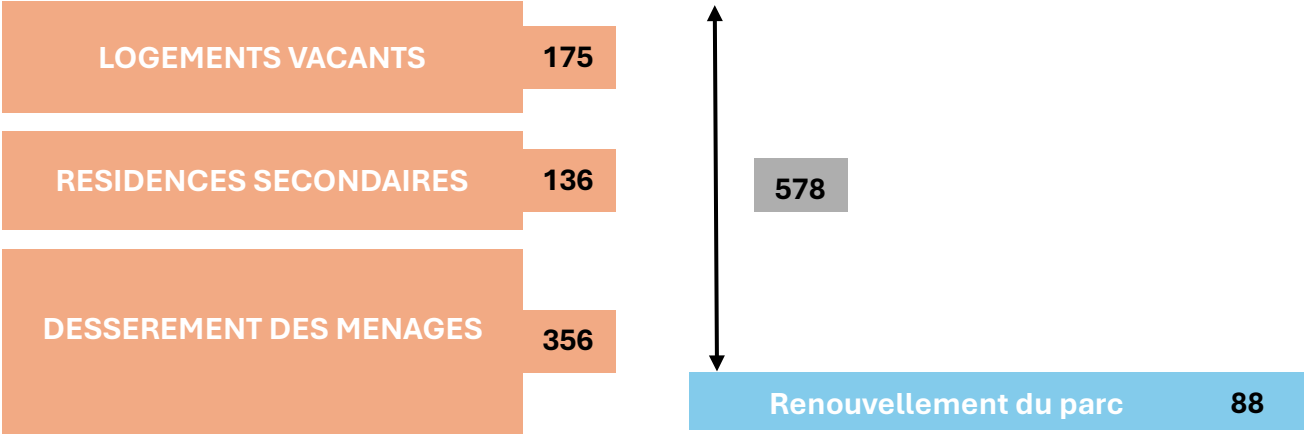 LOGEMENTS VACANTS 175
RESIDENCES SECONDAIRES 136
578
DESSEREMENT DES MENAGES 356
Renouvellement du parc 88